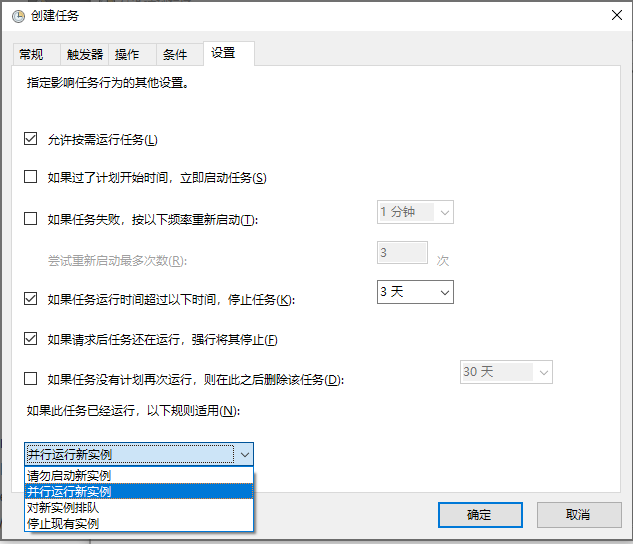 创建任务
常规 触发器 操作 条件 设置
指定影响任务行为的其他设置。
允许按需运行任务(L)
如果过了计划开始时间，立即启动任务(S)
如果任务失败，按以下频率重新启动(T): 1 分钟
尝试重新启动最多次数(R): 3 次
如果任务运行时间超过以下时间，停止任务(K): 3 天
如果请求后任务还在运行，强行将其停止(F)
如果任务没有计划再次运行，则在此之后删除该任务(D): 30 天
如果此任务已经运行，以下规则适用(N):
并行运行新实例
请勿启动新实例
并行运行新实例
对新实例排队
停止现有实例
确定 取消